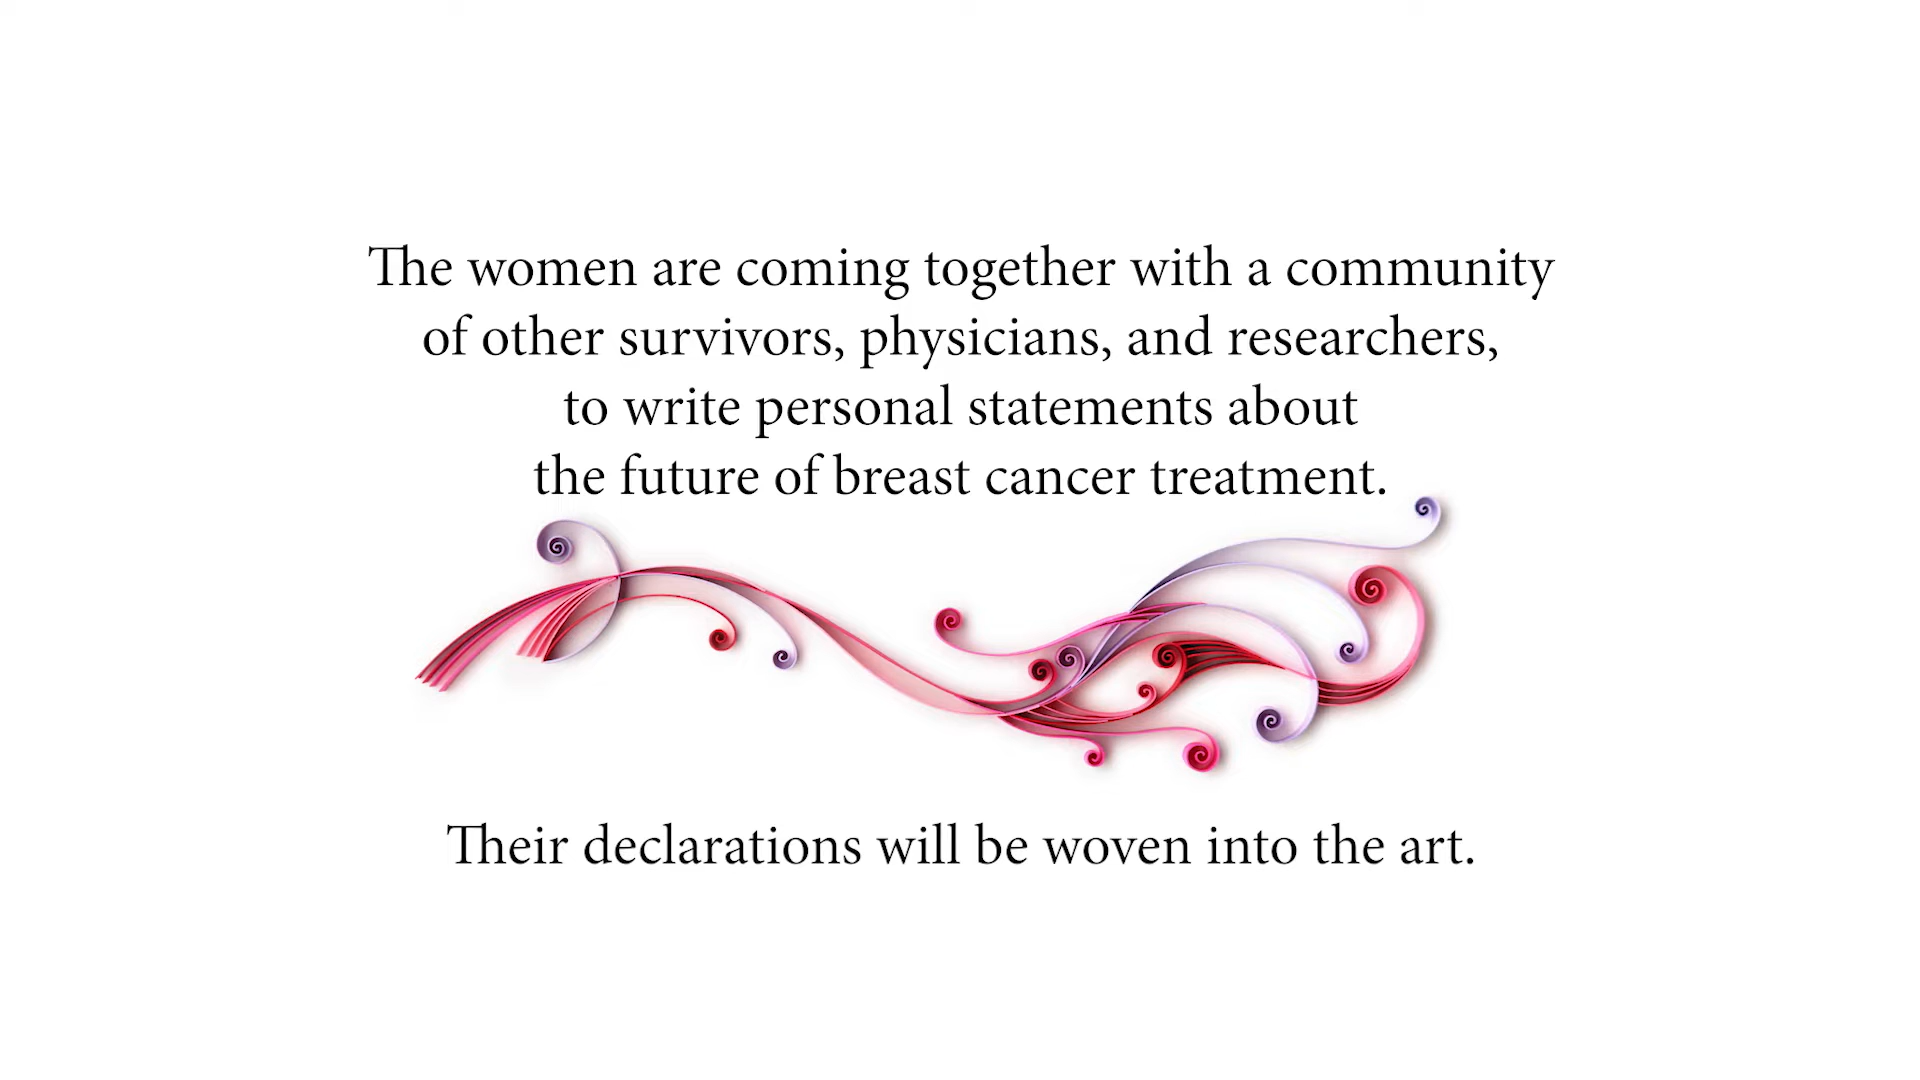 The women are coming together with a community
of other survivors, physicians, and researchers,
to write personal statements about
the future of breast cancer treatment.
Their declarations will be woven into the art.